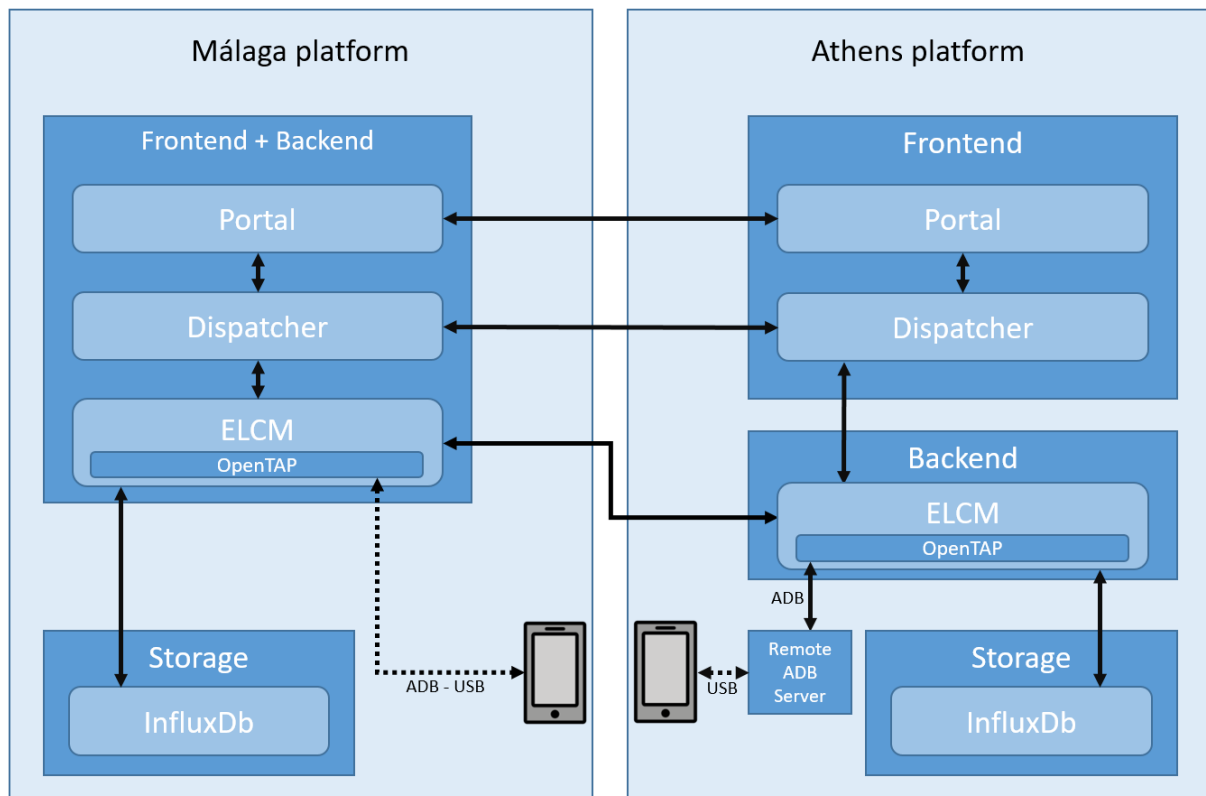 Málaga platform
Frontend + Backend
Portal
Dispatcher
ELCM
OpenTAP
ADB - USB
Storage
InfluxDb
Athens platform
Frontend
Portal
Dispatcher
Backend
ELCM
OpenTAP
ADB
USB
Remote
ADB
Server
Storage
InfluxDb